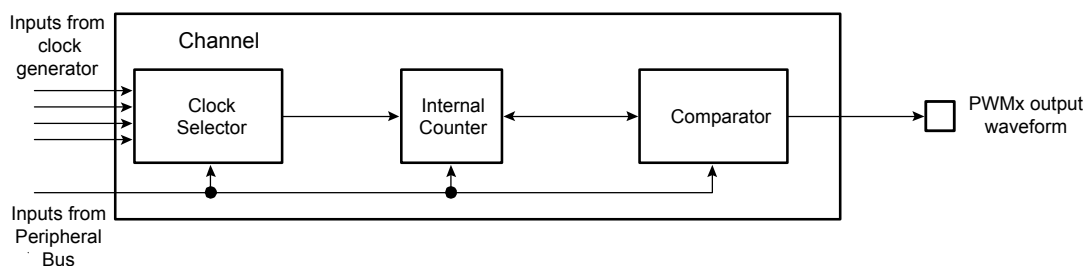 Inputs from
clock
generator
Channel
Clock
Selector
Internal
Counter
Comparator
PWMx output
waveform
Inputs from
Peripheral
Bus